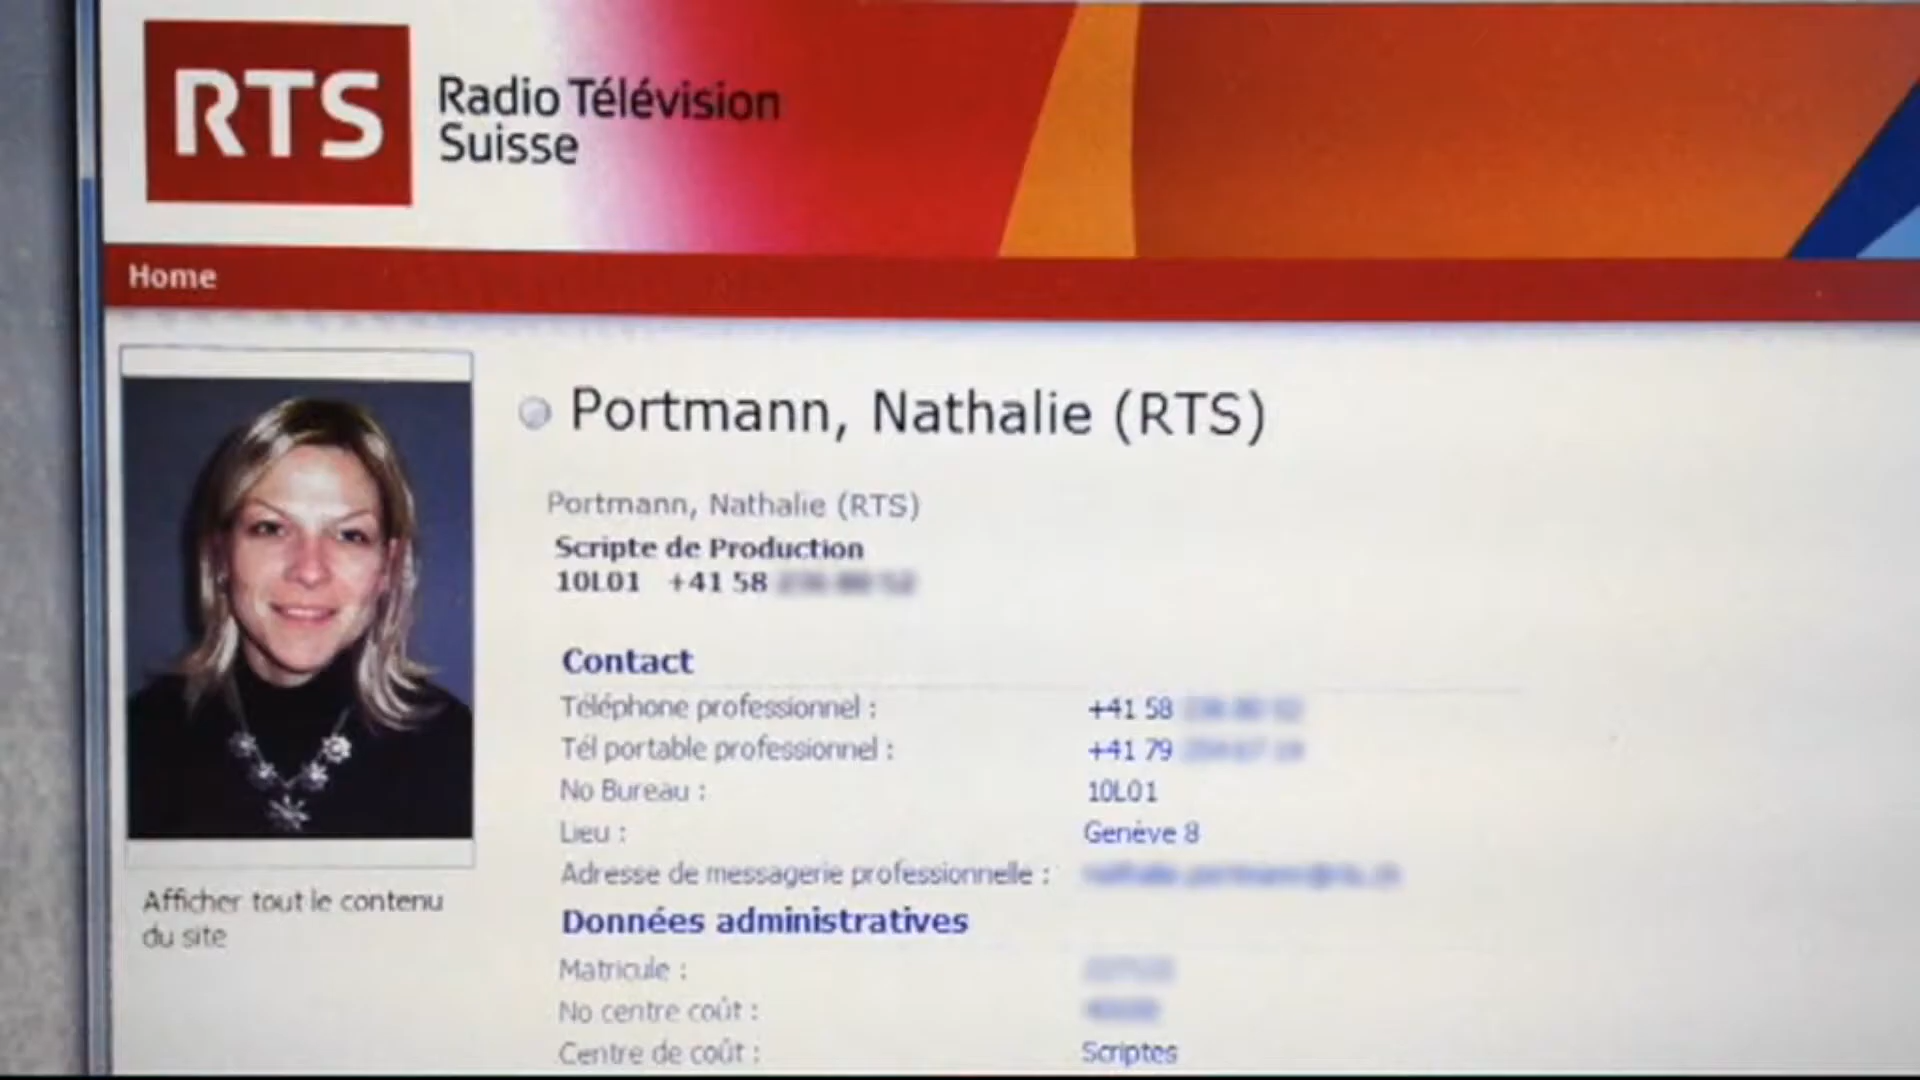 RTS
Radio Télévision
Suisse
Home
Portmann, Nathalie (RTS)
Portmann, Nathalie (RTS)
Scripte de Production
10L01 +41 58
Contact
Téléphone professionnel : +41 58
Tél portable professionnel : +41 79
No Bureau : 10L01
Lieu : Genève 8
Adresse de messagerie professionnelle :
Données administratives
Matricule :
No centre coût :
Centre de coût : Scriptes
Afficher tout le contenu
du site